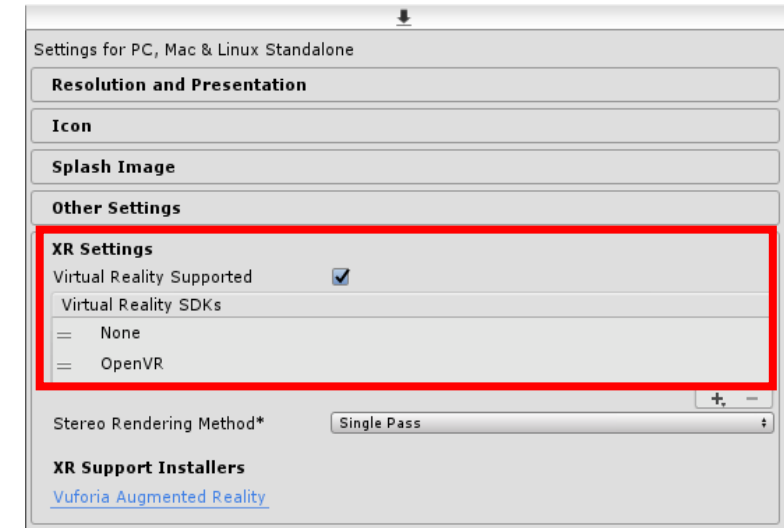 Settings for PC, Mac & Linux Standalone
Resolution and Presentation
Icon
Splash Image
Other Settings
XR Settings
Virtual Reality Supported
Virtual Reality SDKs
None
OpenVR
Stereo Rendering Method*
Single Pass
XR Support Installers
Vuforia Augmented Reality